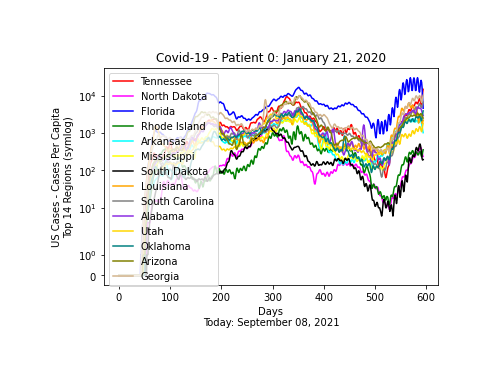 Covid-19 - Patient 0: January 21, 2020
US Cases - Cases Per Capita
Top 14 Regions (symlog)
10⁴
10³
10²
10¹
10⁰
0
Tennessee
North Dakota
Florida
Rhode Island
Arkansas
Mississippi
South Dakota
Louisiana
South Carolina
Alabama
Utah
Oklahoma
Arizona
Georgia
0 100 200 300 400 500 600
Days
Today: September 08, 2021